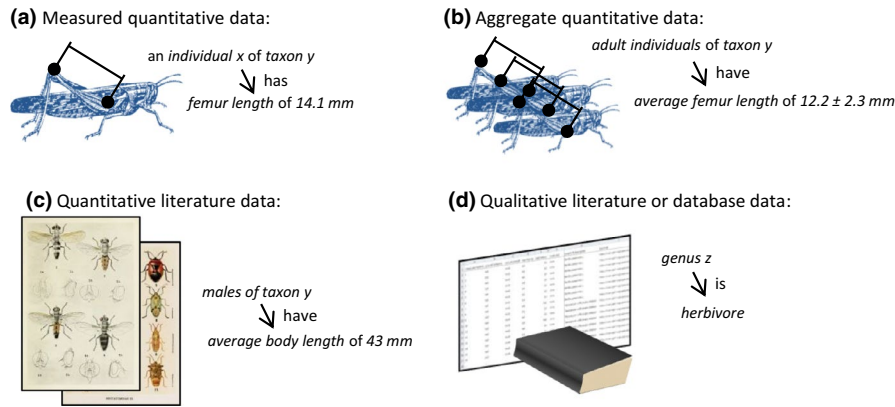 (a) Measured quantitative data:
an individual x of taxon y
has
femur length of 14.1 mm
(b) Aggregate quantitative data:
adult individuals of taxon y
have
average femur length of 12.2 ± 2.3 mm
(c) Quantitative literature data:
males of taxon y
have
average body length of 43 mm
(d) Qualitative literature or database data:
genus z
is
herbivore